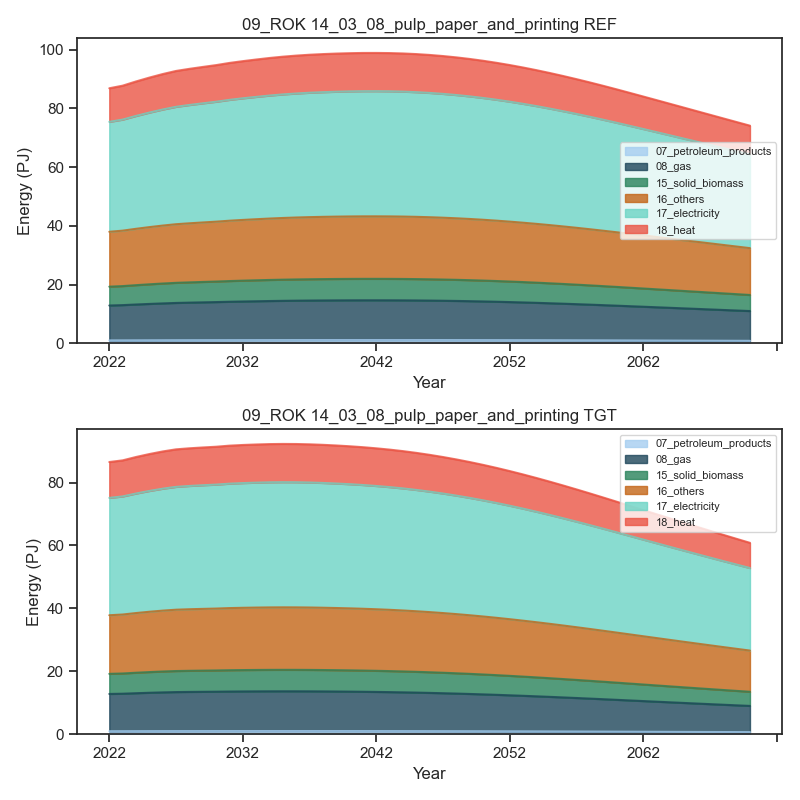 09_ROK 14_03_08_pulp_paper_and_printing REF
100
80
60
40
20
0
Energy (PJ)
07_petroleum_products
08_gas
15_solid_biomass
16_others
17_electricity
18_heat
2022 2032 2042 2052 2062
Year
09_ROK 14_03_08_pulp_paper_and_printing TGT
80
60
40
20
0
Energy (PJ)
07_petroleum_products
08_gas
15_solid_biomass
16_others
17_electricity
18_heat
2022 2032 2042 2052 2062
Year